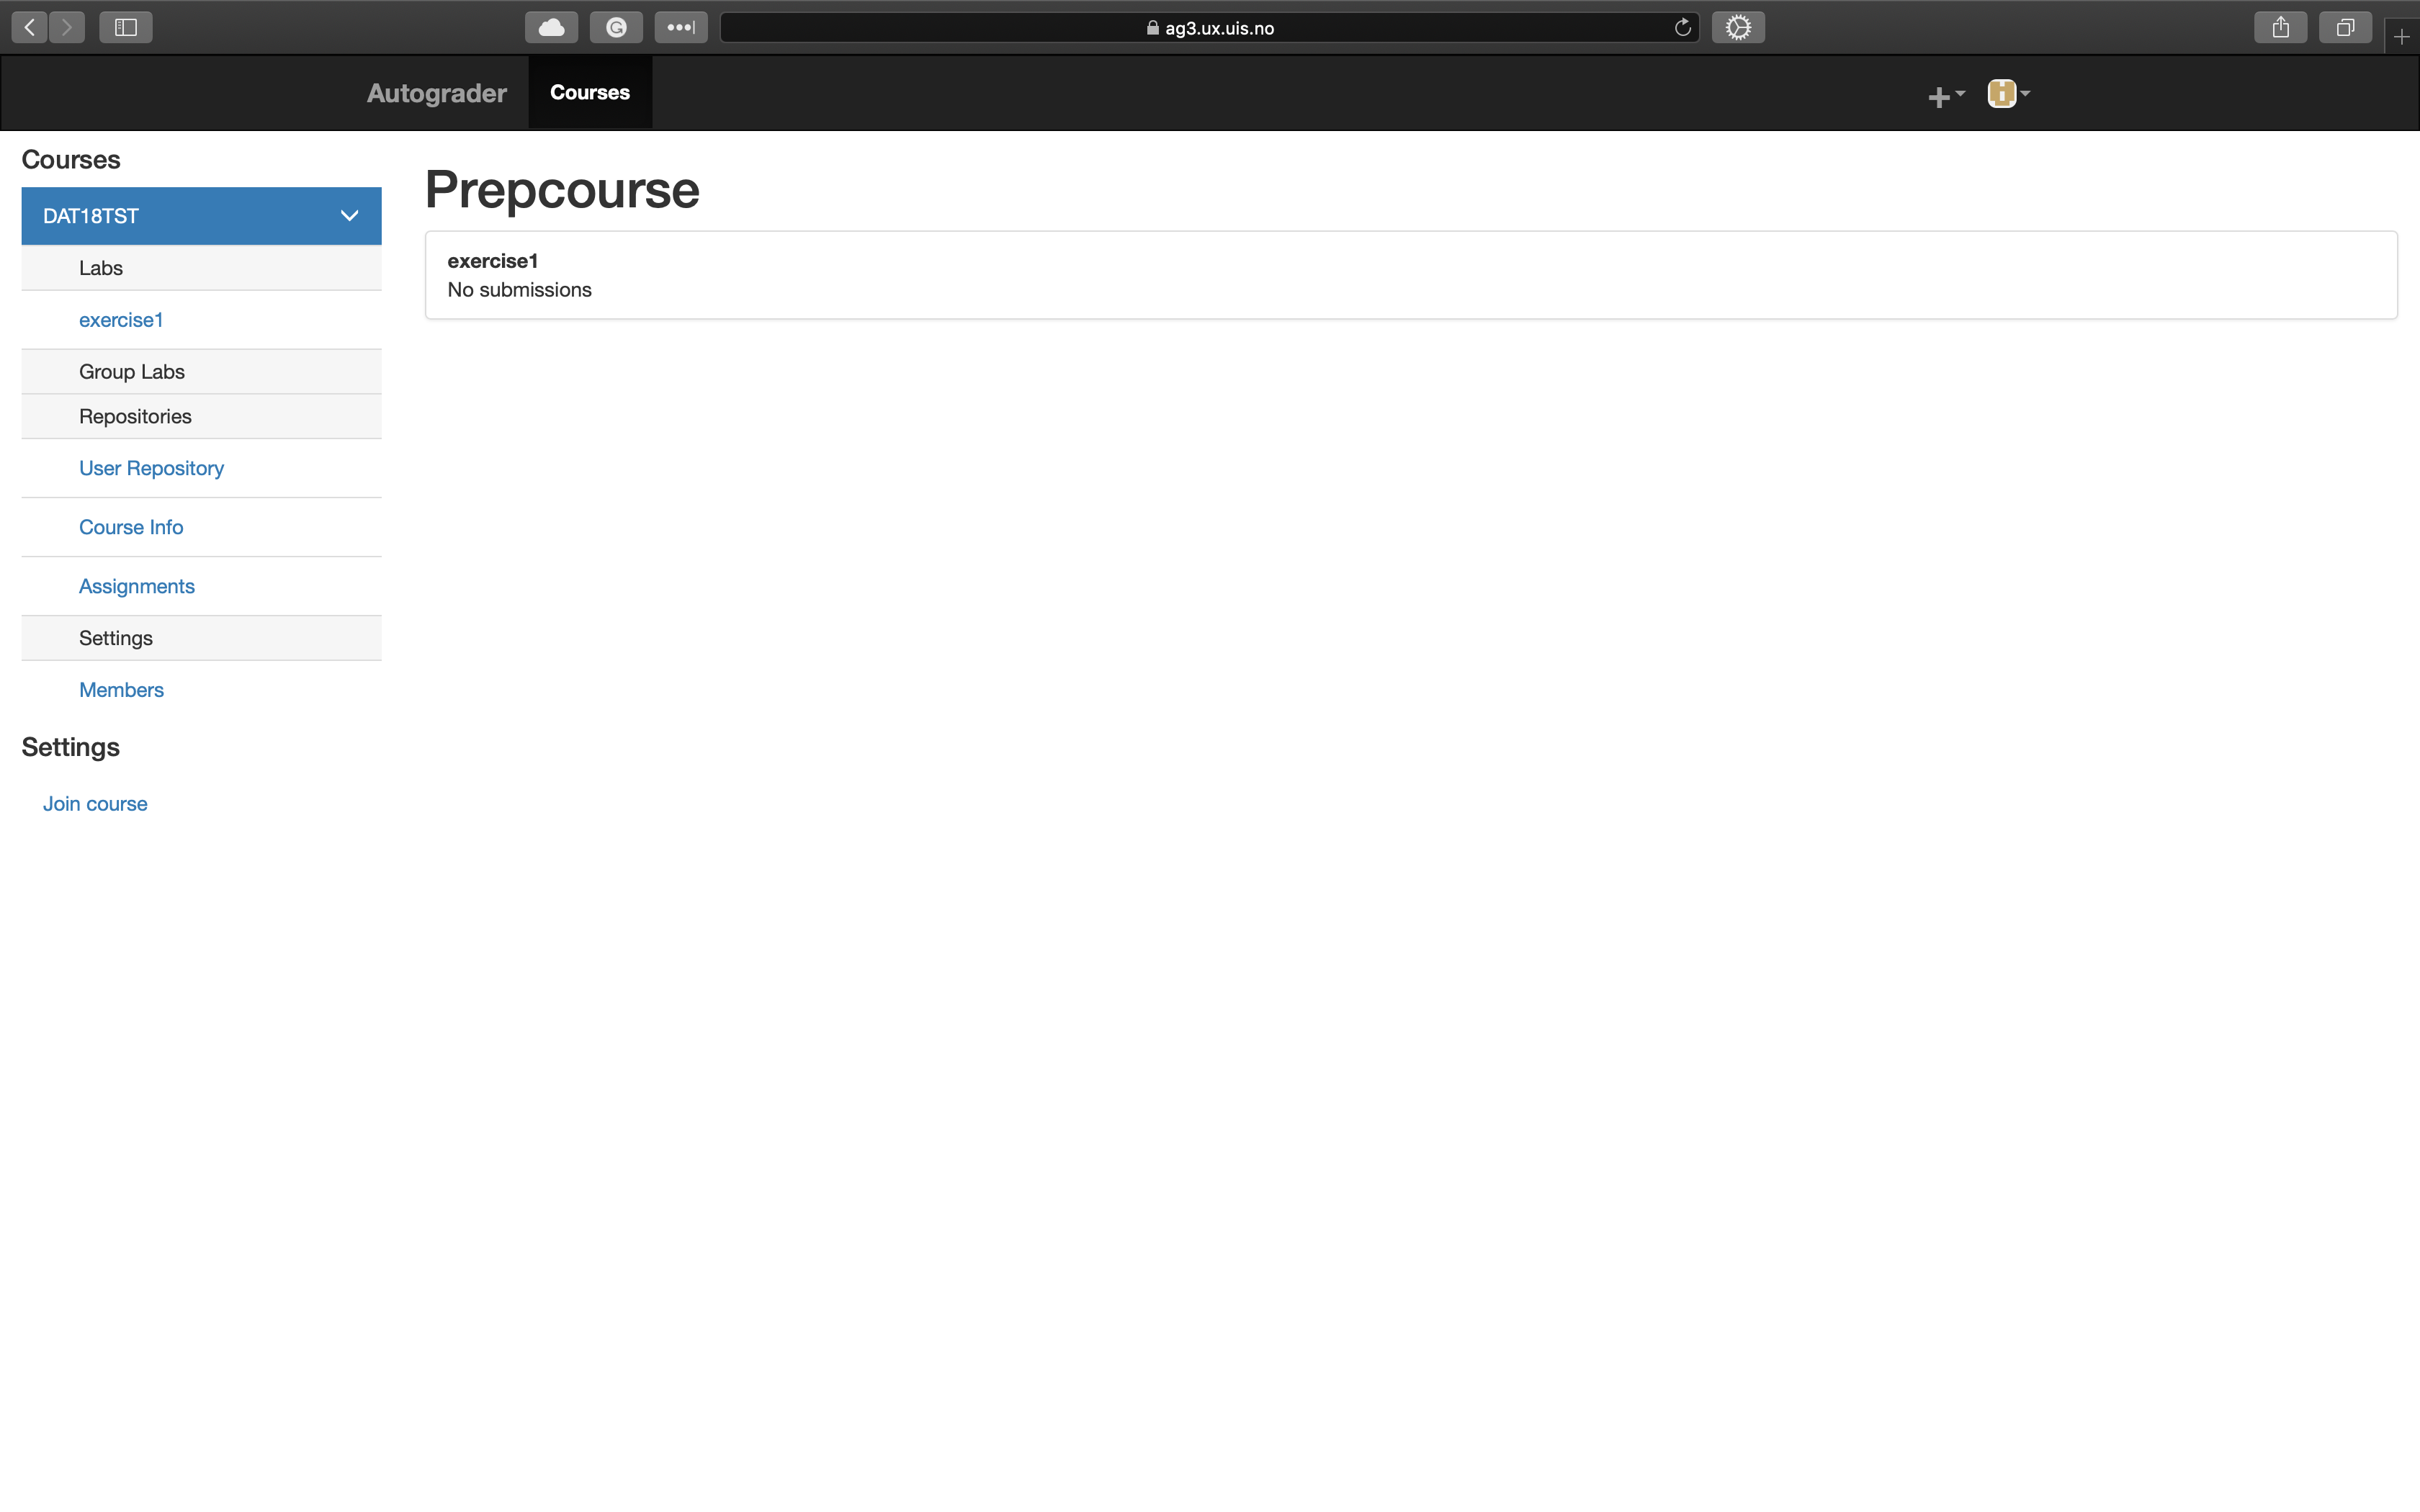 ag3.ux.uis.no
Autograder
Courses
Courses
DAT18TST
Labs
exercise1
Group Labs
Repositories
User Repository
Course Info
Assignments
Settings
Members
Settings
Join course
Prepcourse
exercise1
No submissions